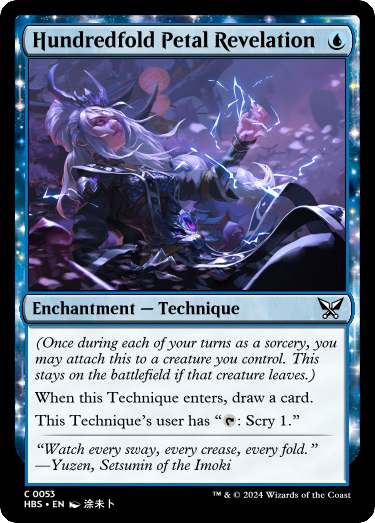 Hundredfold Petal Revelation
Enchantment — Technique
(Once during each of your turns as a sorcery, you
may attach this to a creature you control. This
stays on the battlefield if that creature leaves.)
When this Technique enters, draw a card.
This Technique's user has “: Scry 1.”
“Watch every sway, every crease, every fold.”
—Yuzen, Setsunin of the Imoki
C 0053
HBS • EN 涂未卜
™ & © 2024 Wizards of the Coast